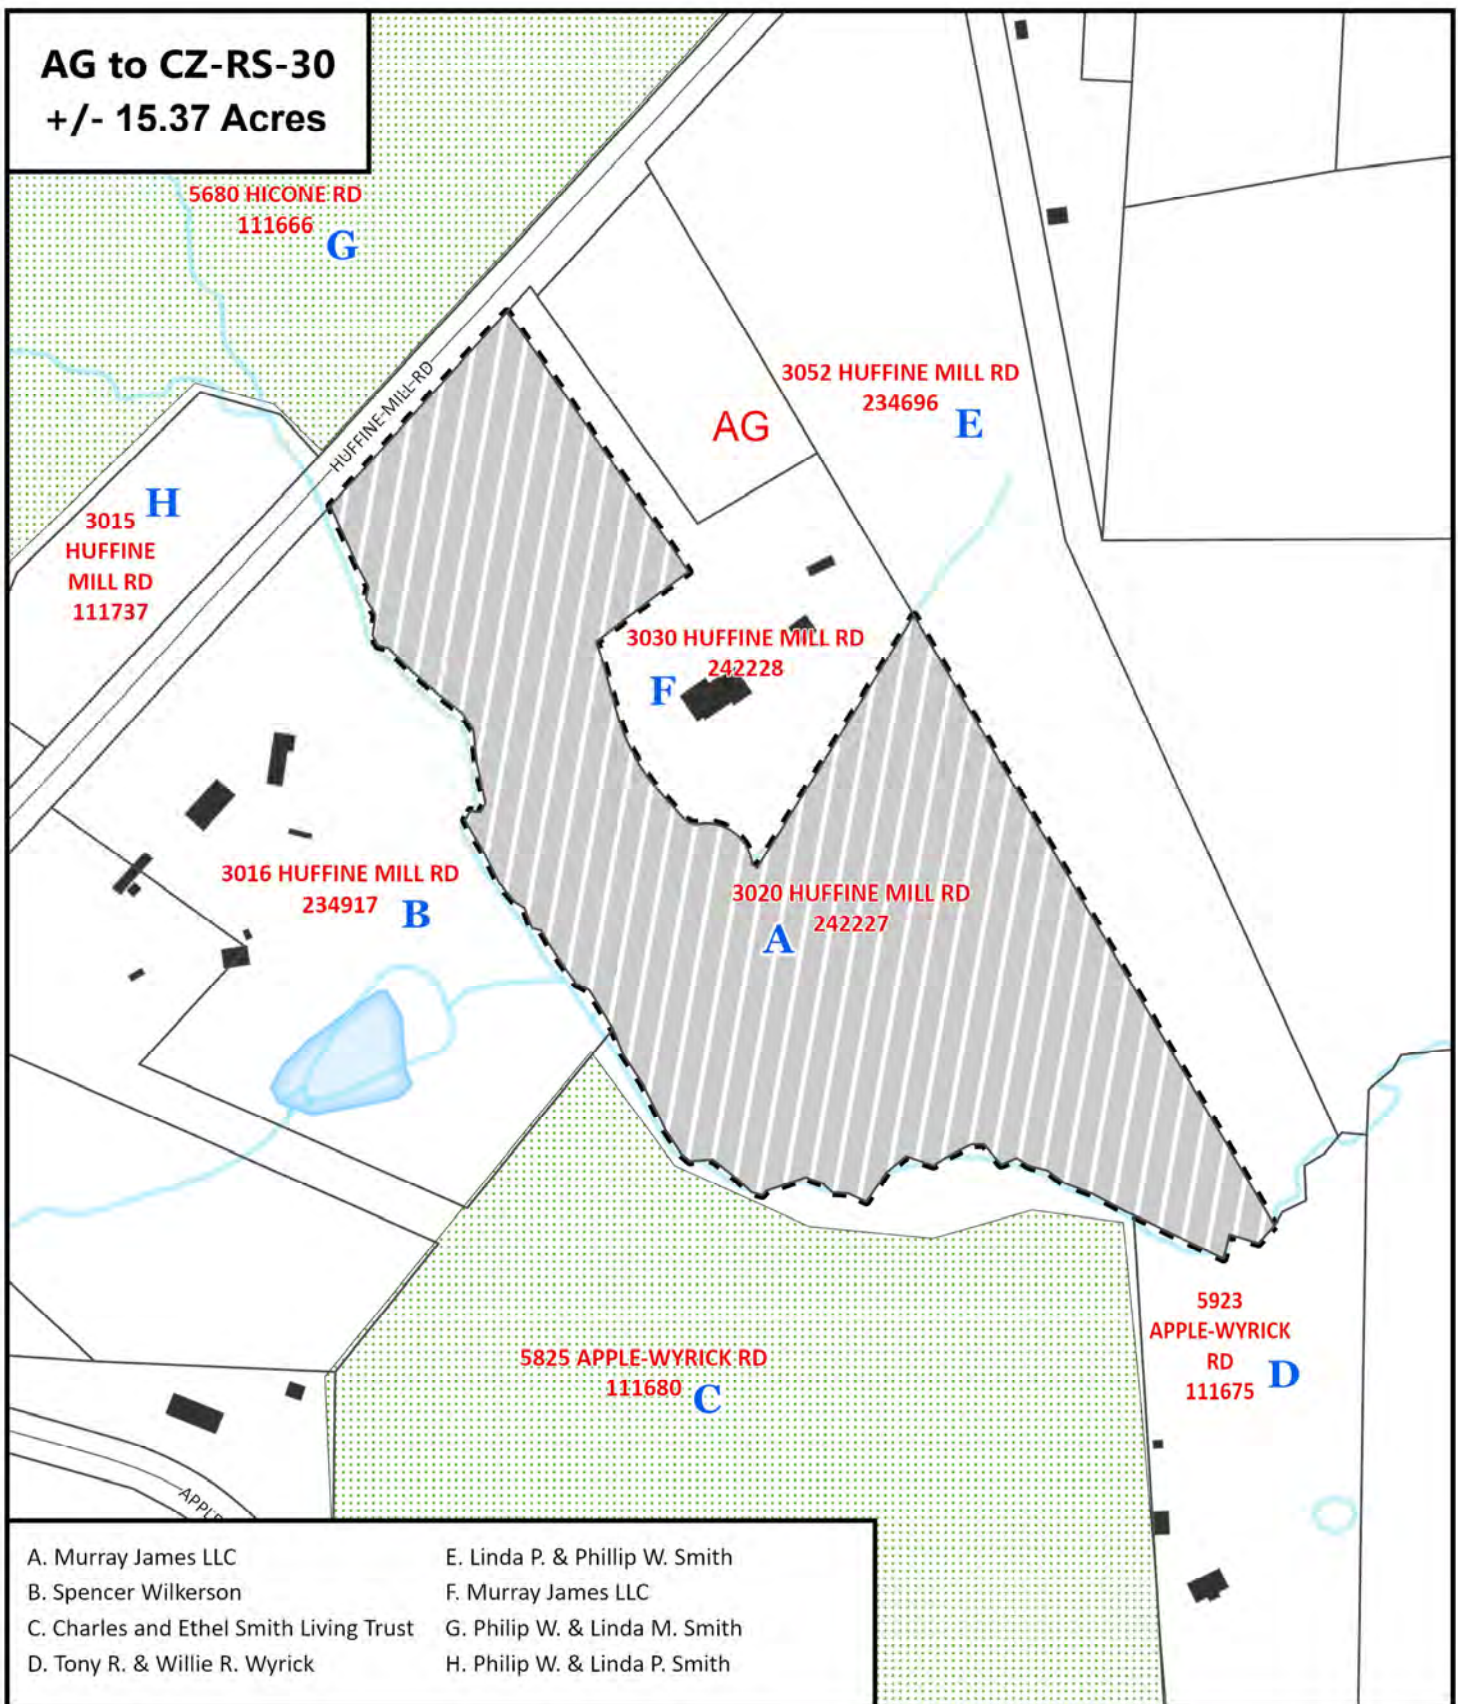 AG to CZ-RS-30
+/- 15.37 Acres
5680 HICONE RD
111666
G
HUFFINE MILL RD
3052 HUFFINE MILL RD
234696
E
AG
H
3015
HUFFINE
MILL RD
111737
3030 HUFFINE MILL RD
242228
F
3016 HUFFINE MILL RD
234917
B
3020 HUFFINE MILL RD
242227
A
5923
APPLE-WYRICK
RD
111675
D
5825 APPLE-WYRICK RD
111680
C
A. Murray James LLC
B. Spencer Wilkerson
C. Charles and Ethel Smith Living Trust
D. Tony R. & Willie R. Wyrick
E. Linda P. & Phillip W. Smith
F. Murray James LLC
G. Philip W. & Linda M. Smith
H. Philip W. & Linda P. Smith